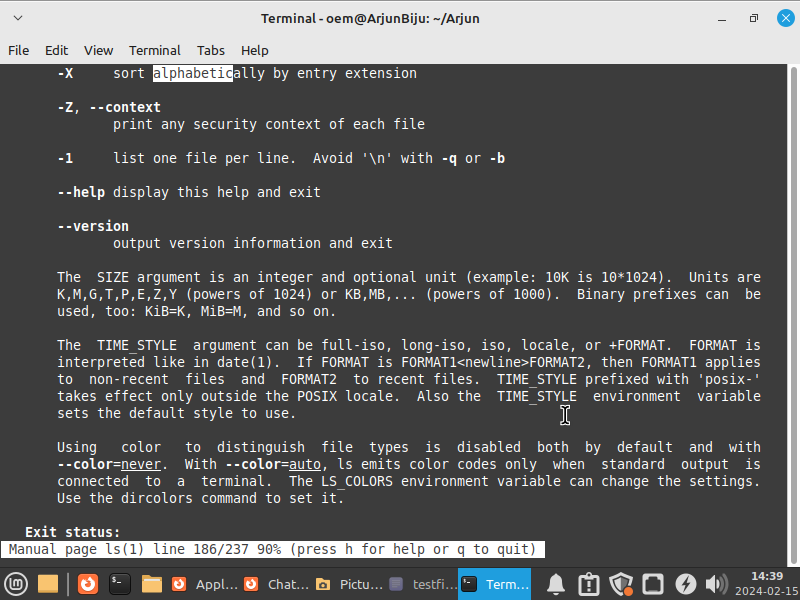 Terminal - oem@ArjunBiju: ~/Arjun
File Edit View Terminal Tabs Help
-X sort alphabetically by entry extension
-Z, --context
print any security context of each file
-1 list one file per line. Avoid '\n' with -q or -b
--help display this help and exit
--version
output version information and exit
The SIZE argument is an integer and optional unit (example: 10K is 10*1024). Units are
K,M,G,T,P,E,Z,Y (powers of 1024) or KB,MB,... (powers of 1000). Binary prefixes can be
used, too: KiB=K, MiB=M, and so on.
The TIME_STYLE argument can be full-iso, long-iso, iso, locale, or +FORMAT. FORMAT is
interpreted like in date(1). If FORMAT is FORMAT1<newline>FORMAT2, then FORMAT1 applies
to non-recent files and FORMAT2 to recent files. TIME_STYLE prefixed with 'posix-'
takes effect only outside the POSIX locale. Also the TIME_STYLE environment variable
sets the default style to use.
Using color to distinguish file types is disabled both by default and with
--color=never. With --color=auto, ls emits color codes only when standard output is
connected to a terminal. The LS_COLORS environment variable can change the settings.
Use the dircolors command to set it.
Exit status:
Manual page ls(1) line 186/237 90% (press h for help or q to quit)
Appl... Chat... Pictu... testfi... Term... 14:39
2024-02-15